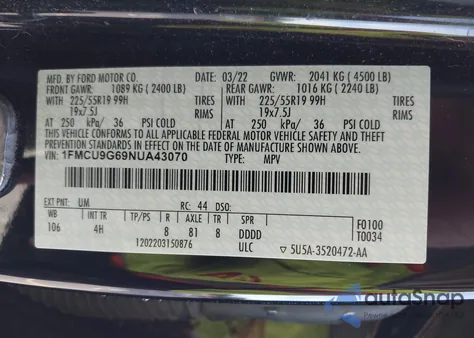 MFD. BY FORD MOTOR CO.
DATE: 03/22 GVWR: 2041 KG ( 4500 LB)
FRONT GAWR: 1089 KG ( 2400 LB) REAR GAWR: 1016 KG ( 2240 LB)
WITH 225/55R19 99H TIRES WITH 225/55R19 99H TIRES
19x7.5J RIMS 19x7.5J RIMS
AT 250 kPa/ 36 PSI COLD AT 250 kPa/ 36 PSI COLD
THIS VEHICLE CONFORMS TO ALL APPLICABLE FEDERAL MOTOR VEHICLE SAFETY AND BUMPER STANDARDS AND THEFT
PREVENTION STANDARDS IN EFFECT ON THE DATE OF MANUFACTURE SHOWN ABOVE.
VIN: 1FMCU9G69NUA43070 TYPE: MPV
EXT PNT: UM RC: 44 DSO:
WB INT TR TP/PS R AX TR SPR
106 4H 8 81 8 DDDD
1202203150876 ULC
F0100
T0034
▽ 5U5A-3520472-AA
autoSnap